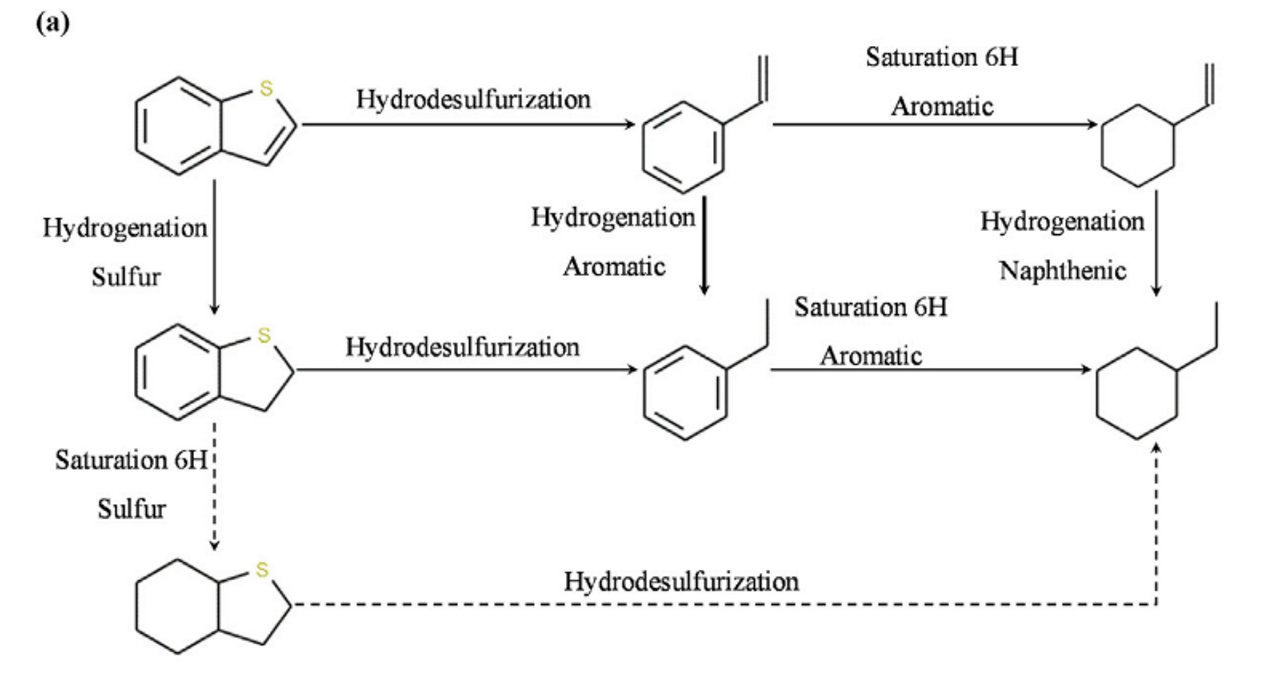 (a)
S
Hydrodesulfurization
Saturation 6H
Aromatic
Hydrogenation
Sulfur
Hydrogenation
Aromatic
Hydrogenation
Naphthenic
S
Hydrodesulfurization
Saturation 6H
Aromatic
Saturation 6H
Sulfur
S
Hydrodesulfurization